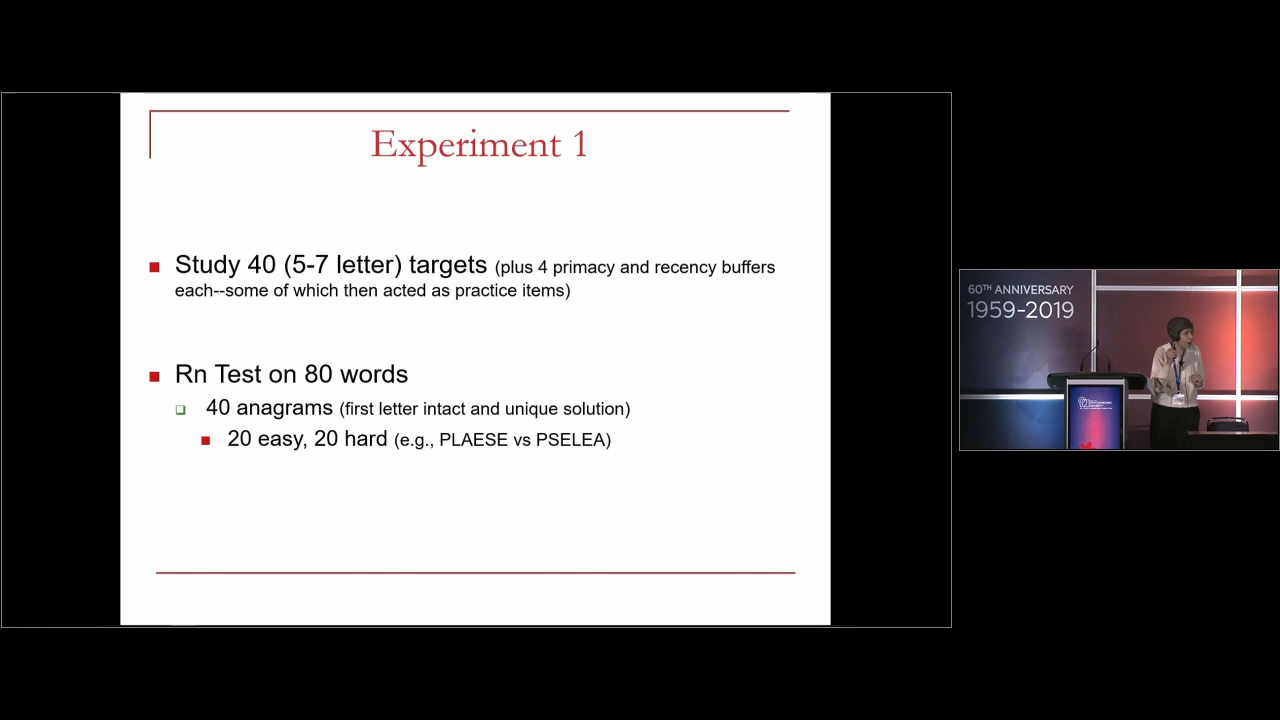 Experiment 1
Study 40 (5-7 letter) targets (plus 4 primacy and recency buffers
each--some of which then acted as practice items)
Rn Test on 80 words
40 anagrams (first letter intact and unique solution)
20 easy, 20 hard (e.g., PLAESE vs PSELEA)
60TH ANNIVERSARY
1959-2019